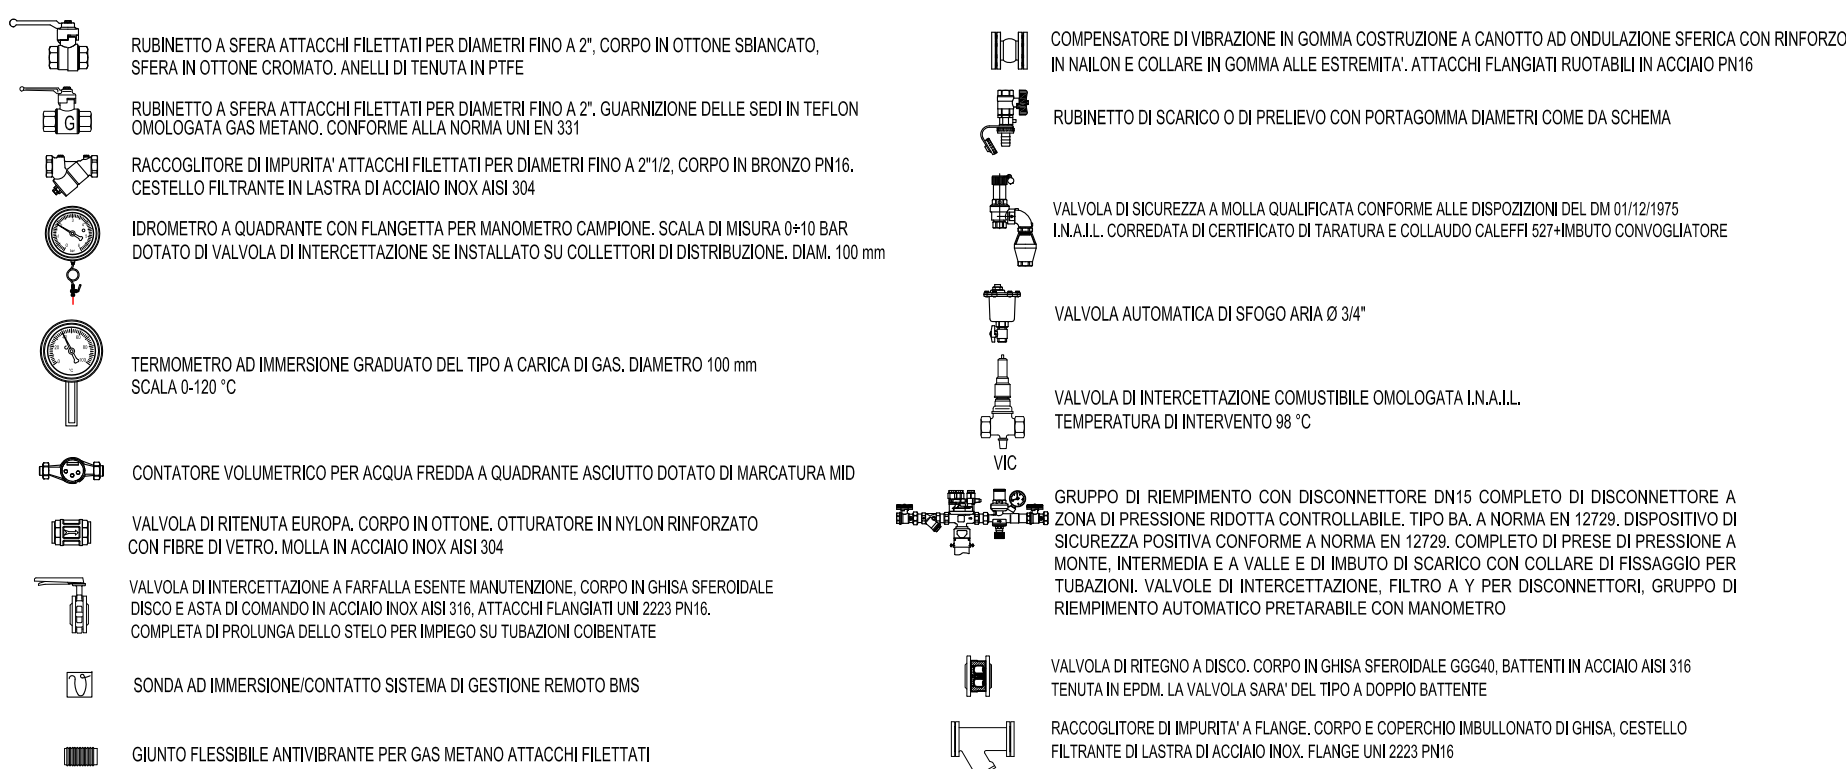 RUBINETTO A SFERA ATTACCHI FILETTATI PER DIAMETRI FINO A 2", CORPO IN OTTONE SBIANCATO,
SFERA IN OTTONE CROMATO. ANELLI DI TENUTA IN PTFE
G
RUBINETTO A SFERA ATTACCHI FILETTATI PER DIAMETRI FINO A 2". GUARNIZIONE DELLE SEDI IN TEFLON
OMOLOGATA GAS METANO. CONFORME ALLA NORMA UNI EN 331
RACCOGLITORE DI IMPURITA' ATTACCHI FILETTATI PER DIAMETRI FINO A 2"1/2, CORPO IN BRONZO PN16.
CESTELLO FILTRANTE IN LASTRA DI ACCIAIO INOX AISI 304
IDROMETRO A QUADRANTE CON FLANGETTA PER MANOMETRO CAMPIONE. SCALA DI MISURA 0÷10 BAR
DOTATO DI VALVOLA DI INTERCETTAZIONE SE INSTALLATO SU COLLETTORI DI DISTRIBUZIONE. DIAM. 100 mm
TERMOMETRO AD IMMERSIONE GRADUATO DEL TIPO A CARICA DI GAS. DIAMETRO 100 mm
SCALA 0-120 °C
CONTATORE VOLUMETRICO PER ACQUA FREDDA A QUADRANTE ASCIUTTO DOTATO DI MARCATURA MID
VALVOLA DI RITENUTA EUROPA. CORPO IN OTTONE. OTTURATORE IN NYLON RINFORZATO
CON FIBRE DI VETRO. MOLLA IN ACCIAIO INOX AISI 304
VALVOLA DI INTERCETTAZIONE A FARFALLA ESENTE MANUTENZIONE, CORPO IN GHISA SFEROIDALE
DISCO E ASTA DI COMANDO IN ACCIAIO INOX AISI 316, ATTACCHI FLANGIATI UNI 2223 PN16.
COMPLETA DI PROLUNGA DELLO STELO PER IMPIEGO SU TUBAZIONI COIBENTATE
SONDA AD IMMERSIONE/CONTATTO SISTEMA DI GESTIONE REMOTO BMS
GIUNTO FLESSIBILE ANTIVIBRANTE PER GAS METANO ATTACCHI FILETTATI
COMPENSATORE DI VIBRAZIONE IN GOMMA COSTRUZIONE A CANOTTO AD ONDULAZIONE SFERICA CON RINFORZO
IN NAILON E COLLARE IN GOMMA ALLE ESTREMITA'. ATTACCHI FLANGIATI RUOTABILI IN ACCIAIO PN16
RUBINETTO DI SCARICO O DI PRELIEVO CON PORTAGOMMA DIAMETRI COME DA SCHEMA
VALVOLA DI SICUREZZA A MOLLA QUALIFICATA CONFORME ALLE DISPOZIZIONI DEL DM 01/12/1975
I.N.A.I.L. CORREDATA DI CERTIFICATO DI TARATURA E COLLAUDO CALEFFI 527+IMBUTO CONVOGLIATORE
VALVOLA AUTOMATICA DI SFOGO ARIA Ø 3/4"
VALVOLA DI INTERCETTAZIONE COMUSTIBILE OMOLOGATA I.N.A.I.L.
TEMPERATURA DI INTERVENTO 98 °C
VIC
GRUPPO DI RIEMPIMENTO CON DISCONNETTORE DN15 COMPLETO DI DISCONNETTORE A
ZONA DI PRESSIONE RIDOTTA CONTROLLABILE. TIPO BA. A NORMA EN 12729. DISPOSITIVO DI
SICUREZZA POSITIVA CONFORME A NORMA EN 12729. COMPLETO DI PRESE DI PRESSIONE A
MONTE, INTERMEDIA E A VALLE E DI IMBUTO DI SCARICO CON COLLARE DI FISSAGGIO PER
TUBAZIONI. VALVOLE DI INTERCETTAZIONE, FILTRO A Y PER DISCONNETTORI, GRUPPO DI
RIEMPIMENTO AUTOMATICO PRETARABILE CON MANOMETRO
VALVOLA DI RITEGNO A DISCO. CORPO IN GHISA SFEROIDALE GGG40, BATTENTI IN ACCIAIO AISI 316
TENUTA IN EPDM. LA VALVOLA SARA' DEL TIPO A DOPPIO BATTENTE
RACCOGLITORE DI IMPURITA' A FLANGE. CORPO E COPERCHIO IMBULLONATO DI GHISA, CESTELLO
FILTRANTE DI LASTRA DI ACCIAIO INOX. FLANGE UNI 2223 PN16